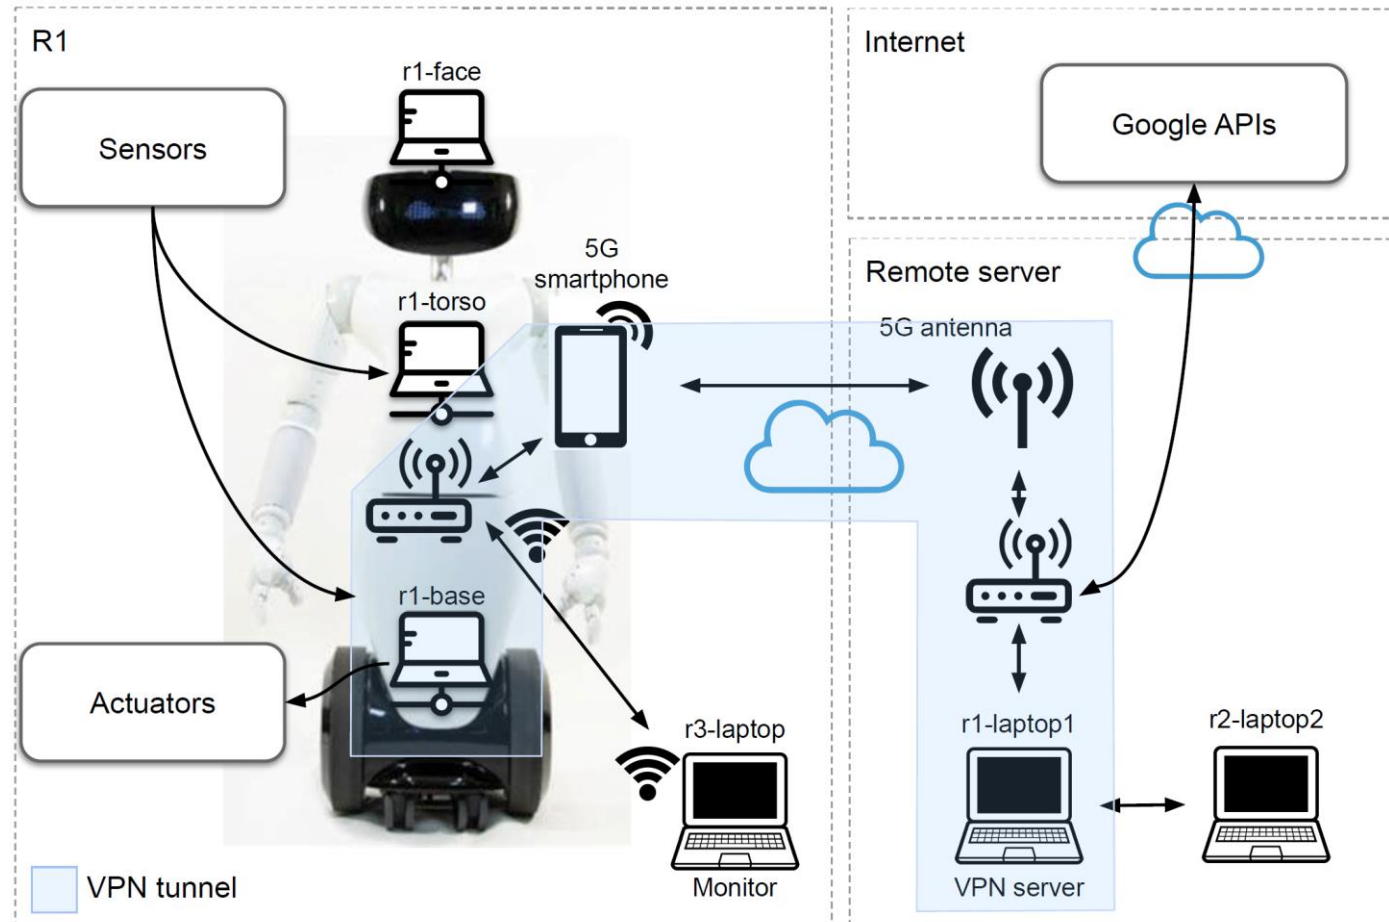 R1
r1-face
Sensors
5G
smartphone
r1-torso
r1-base
Actuators
r3-laptop
Monitor
VPN tunnel
Internet
Google APIs
Remote server
5G antenna
r1-laptop1
VPN server
r2-laptop2